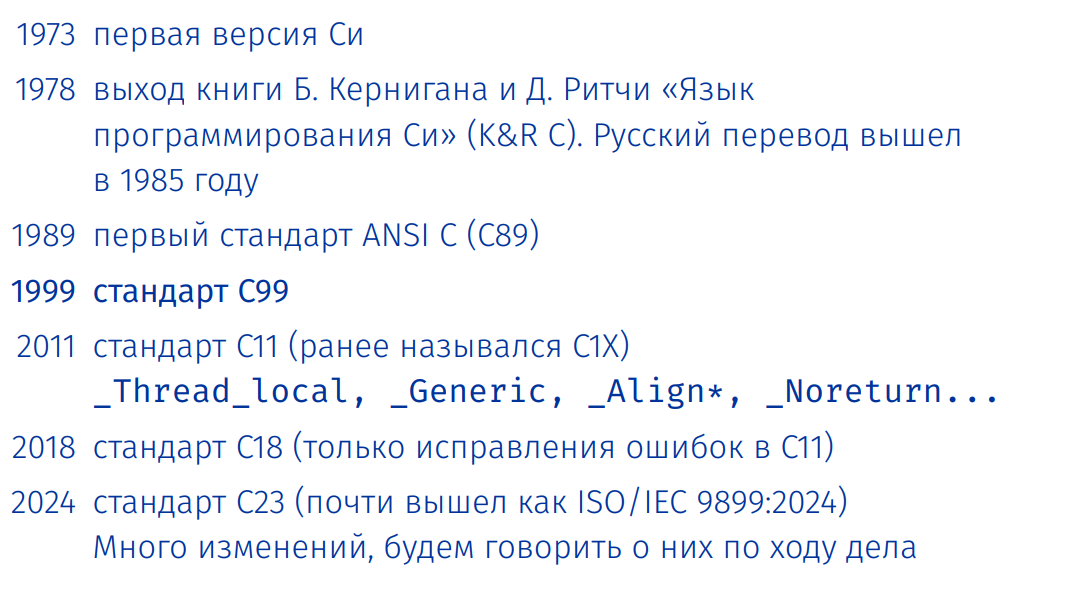 1973 первая версия Си
1978 выход книги Б. Кернигана и Д. Ритчи «Язык
программирования Си» (K&R C). Русский перевод вышел
в 1985 году
1989 первый стандарт ANSI C (C89)
1999 стандарт C99
2011 стандарт C11 (ранее назывался C1X)
_Thread_local, _Generic, _Align*, _Noreturn...
2018 стандарт C18 (только исправления ошибок в C11)
2024 стандарт C23 (почти вышел как ISO/IEC 9899:2024)
Много изменений, будем говорить о них по ходу дела